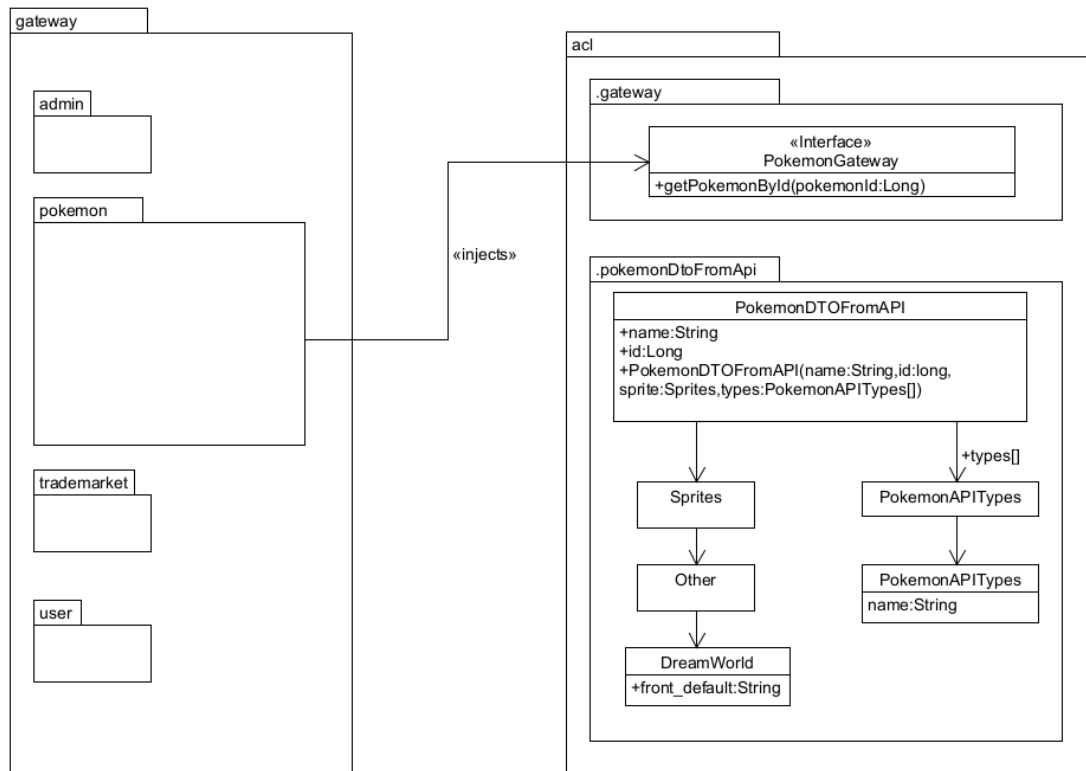 gateway
admin
pokemon
trademarket
user
«injects»
acl
.gateway
«Interface»
PokemonGateway
+getPokemonById(pokemonId:Long)
.pokemonDtoFromApi
PokemonDTOFromAPI
+name:String
+id:Long
+PokemonDTOFromAPI(name:String,id:long,
sprite:Sprites,types:PokemonAPITypes[])
+types[]
Sprites
PokemonAPITypes
Other
PokemonAPITypes
name:String
DreamWorld
+front_default:String